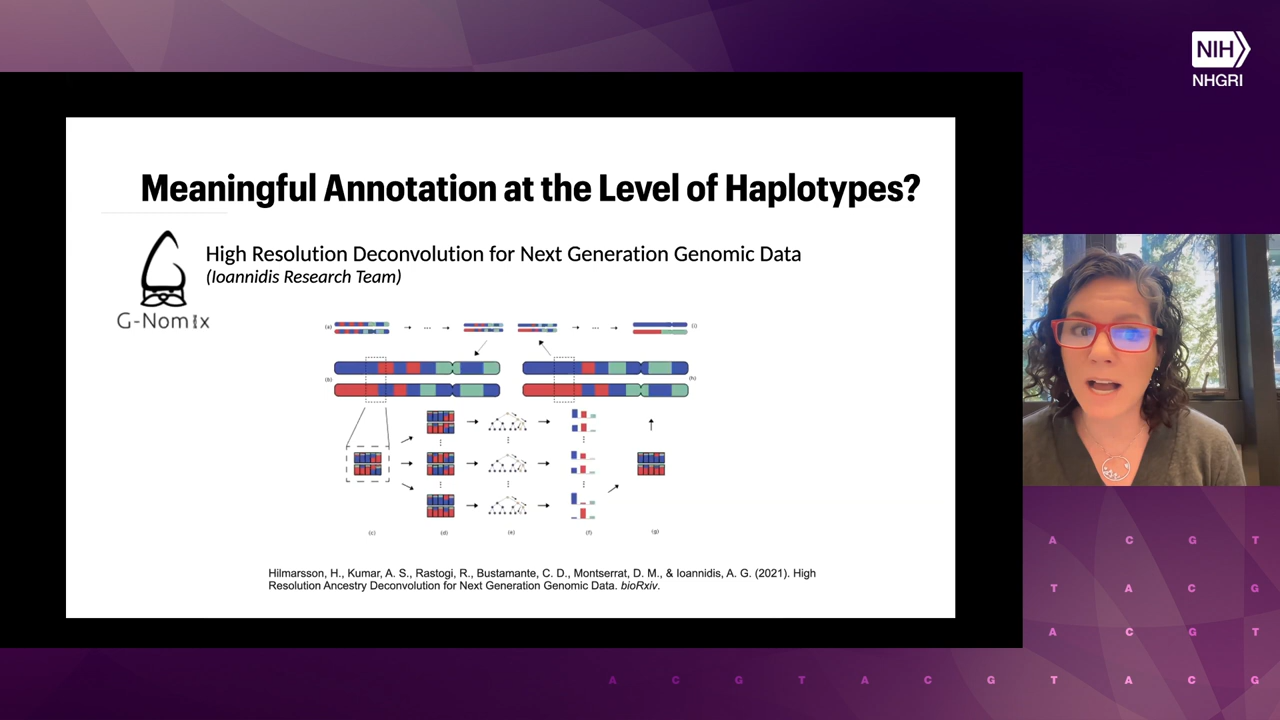 NIH
NHGRI
Meaningful Annotation at the Level of Haplotypes?
High Resolution Deconvolution for Next Generation Genomic Data
(Ioannidis Research Team)
G-Nomix
(a)
(i)
(b)
(h)
(c)
(d)
(e)
(f)
(g)
Hilmarsson, H., Kumar, A. S., Rastogi, R., Bustamante, C. D., Montserrat, D. M., & Ioannidis, A. G. (2021). High
Resolution Ancestry Deconvolution for Next Generation Genomic Data. bioRxiv.
A C G T
T A C G
A C G T
A C G T A C G T A C G